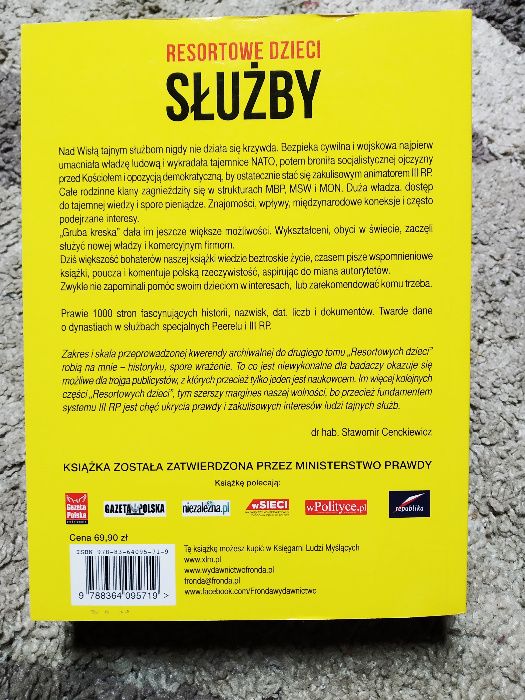 RESORTOWE DZIECI
SŁUŻBY
Nad Wisłą tajnym służbom nigdy nie działa się krzywda. Bezpieka cywilna i wojskowa najpierw
umacniała władzę ludową i wykradała tajemnice NATO, potem broniła socjalistycznej ojczyzny
przed Kościołem i opozycją demokratyczną, by ostatecznie stać się zakulisowym animatorem III RP.
Całe rodzinne klany zagnieździły się w strukturach MBP, MSW i MON. Duża władza, dostęp
do tajemnej wiedzy i spore pieniądze. Znajomości, wpływy, międzynarodowe koneksje i często
podejrzane interesy.
„Gruba kreska” dała im jeszcze większe możliwości. Wykształceni, obyci w świecie, zaczęli
służyć nowej władzy i komercyjnym firmom.
Dziś większość bohaterów naszej książki wiedzie beztroskie życie, czasem pisze wspomnieniowe
książki, poucza i komentuje polską rzeczywistość, aspirując do miana autorytetów.
Zwykle nie zapominali pomóc swoim dzieciom w interesach, lub zarekomendować komu trzeba.
Prawie 1000 stron fascynujących historii, nazwisk, dat, liczb i dokumentów. Twarde dane
o dynastiach w służbach specjalnych Peerelu i III RP.
Zakres i skala przeprowadzonej kwerendy archiwalnej do drugiego tomu „Resortowych dzieci”
robią na mnie – historyku, spore wrażenie. To co jest niewykonalne dla badaczy okazuje się
możliwe dla trojga publicystów, z których przecież tylko jeden jest naukowcem. Im więcej kolejnych
części „Resortowych dzieci”, tym szerszy margines naszej wolności, bo przecież fundamentem
systemu III RP jest chęć ukrycia prawdy i zakulisowych interesów ludzi tajnych służb.
dr hab. Sławomir Cenckiewicz
KSIĄŻKA ZOSTAŁA ZATWIERDZONA PRZEZ MINISTERSTWO PRAWDY
Książkę polecają:
Gazeta Polska
GAZETA POLSKA
niezależna.pl
wSIECI
wPolityce.pl
republika
Cena 69,90 zł
ISBN 978-83-64095-71-9
9 788364 095719 >
Tę książkę możesz kupić w Księgarni Ludzi Myślących
www.xlm.pl
www.wydawnictwofronda.pl
fronda@fronda.pl
www.facebook.com/Frondawydawnictwo